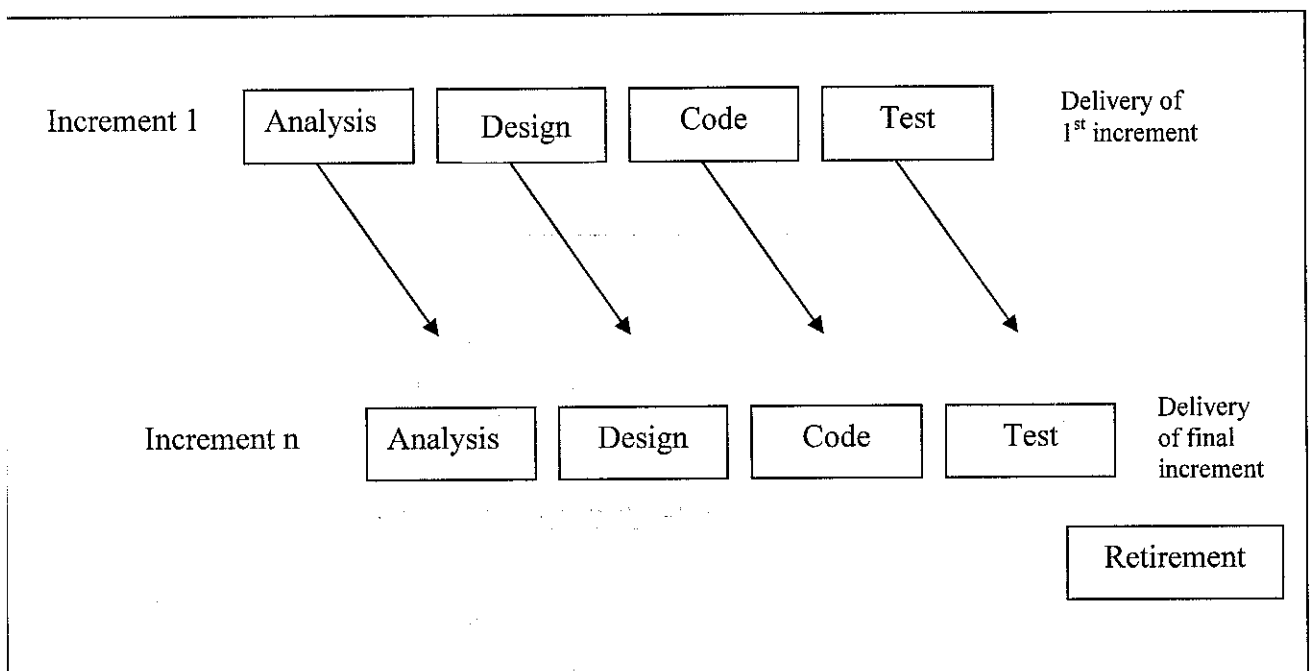 Increment 1 Analysis Design Code Test Delivery of
1st increment
Increment n Analysis Design Code Test Delivery
of final
increment
Retirement